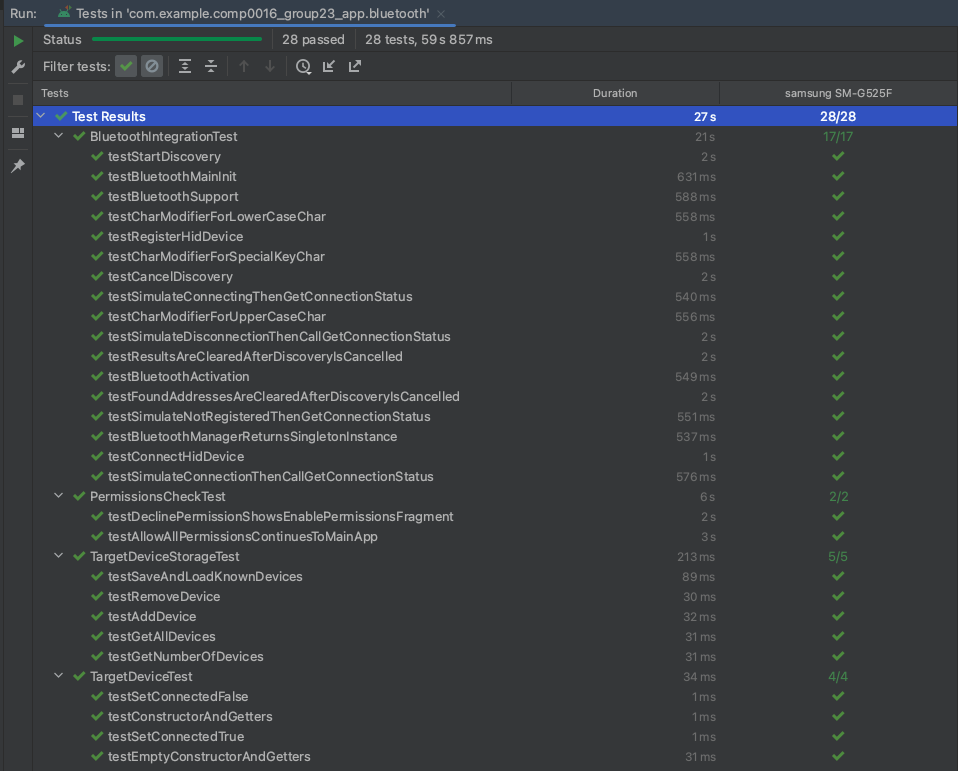 Run: Tests in 'com.example.comp0016_group23_app.bluetooth'
Status 28 passed 28 tests, 59 s 857 ms
Filter tests:
Tests Duration samsung SM-G525F
Test Results 27 s 28/28
BluetoothIntegrationTest 21 s 17/17
testStartDiscovery 2 s
testBluetoothMainInit 631 ms
testBluetoothSupport 588 ms
testCharModifierForLowerCaseChar 558 ms
testRegisterHidDevice 1 s
testCharModifierForSpecialKeyChar 558 ms
testCancelDiscovery 2 s
testSimulateConnectingThenGetConnectionStatus 540 ms
testCharModifierForUpperCaseChar 556 ms
testSimulateDisconnectionThenCallGetConnectionStatus 2 s
testResultsAreClearedAfterDiscoveryIsCancelled 2 s
testBluetoothActivation 549 ms
testFoundAddressesAreClearedAfterDiscoveryIsCancelled 2 s
testSimulateNotRegisteredThenGetConnectionStatus 551 ms
testBluetoothManagerReturnsSingletonInstance 537 ms
testConnectHidDevice 1 s
testSimulateConnectionThenCallGetConnectionStatus 576 ms
PermissionsCheckTest 6 s 2/2
testDeclinePermissionShowsEnablePermissionsFragment 2 s
testAllowAllPermissionsContinuesToMainApp 3 s
TargetDeviceStorageTest 213 ms 5/5
testSaveAndLoadKnownDevices 89 ms
testRemoveDevice 30 ms
testAddDevice 32 ms
testGetAllDevices 31 ms
testGetNumberOfDevices 31 ms
TargetDeviceTest 34 ms 4/4
testSetConnectedFalse 1 ms
testConstructorAndGetters 1 ms
testSetConnectedTrue 1 ms
testEmptyConstructorAndGetters 31 ms